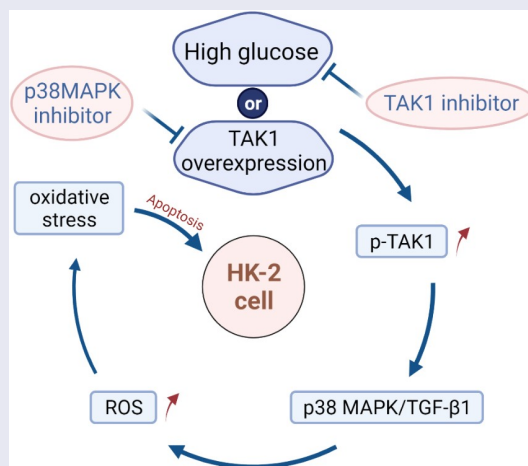 High glucose
or
TAK1
overexpression
p38MAPK
inhibitor
TAK1 inhibitor
oxidative
stress
Apoptosis
HK-2
cell
p-TAK1
ROS
p38 MAPK/TGF-β1